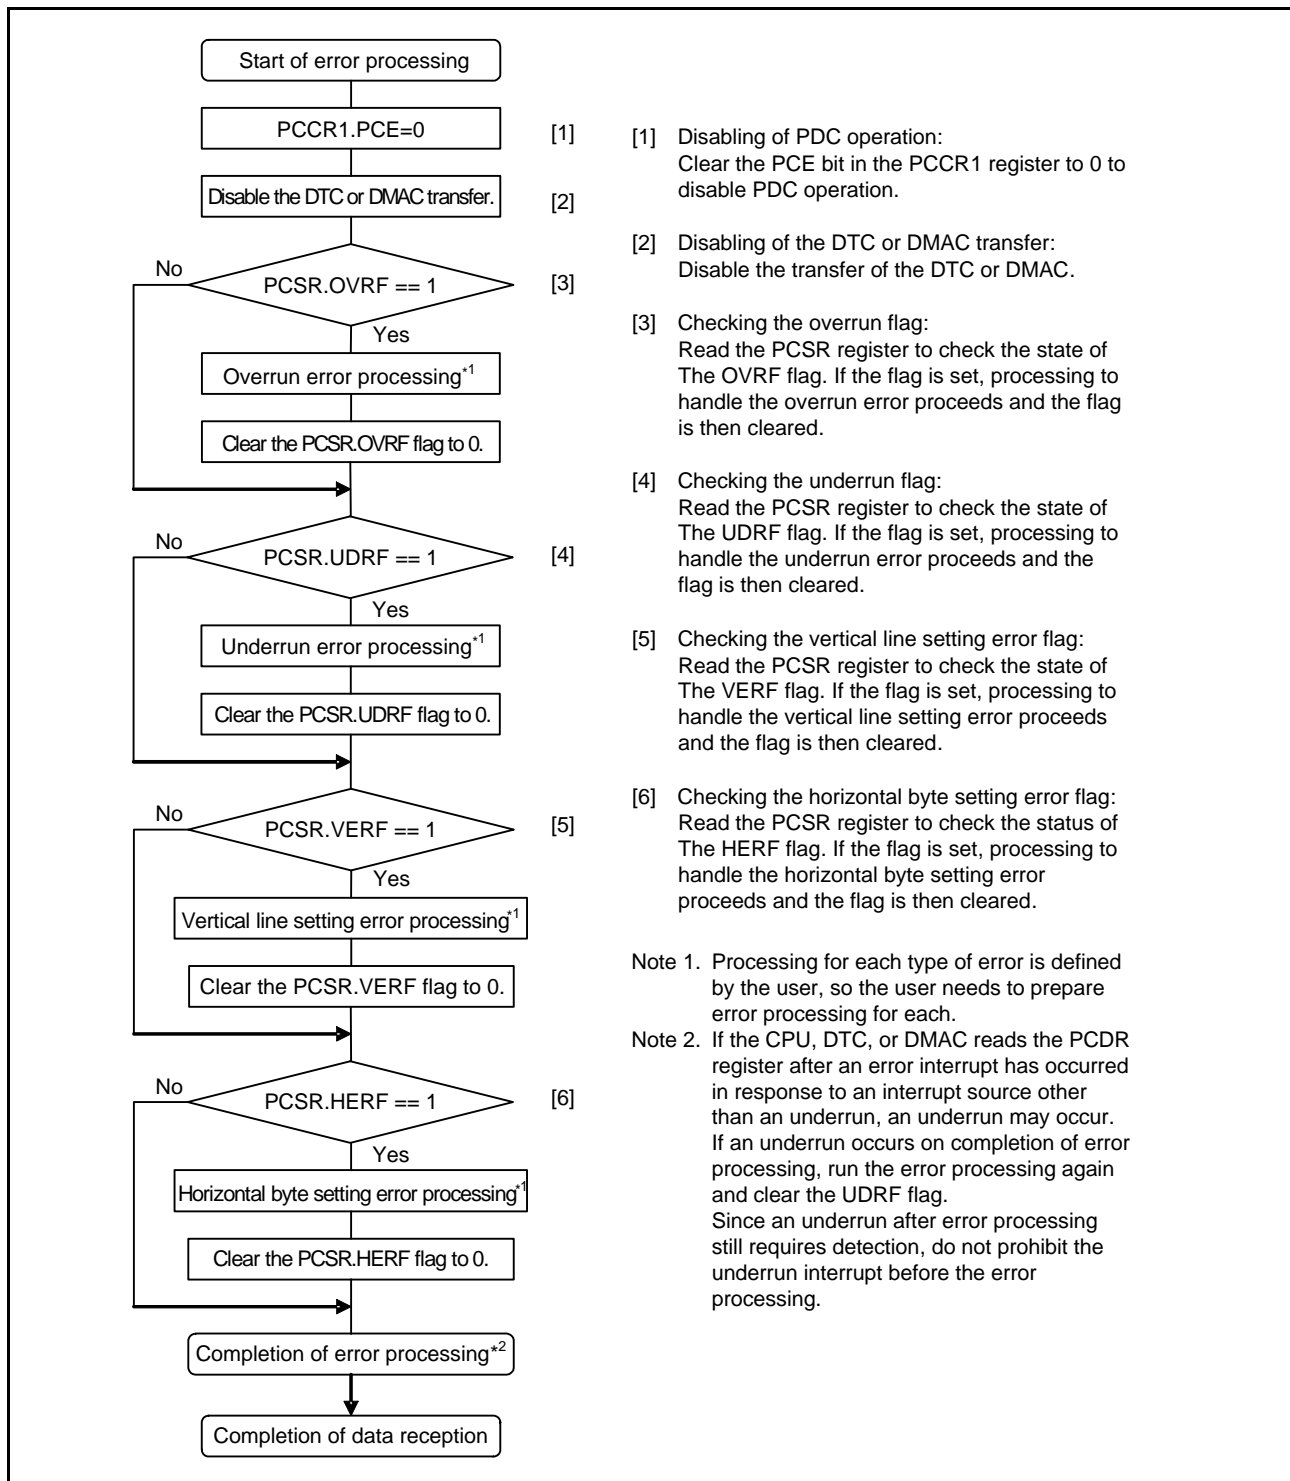 Start of error processing
PCCR1.PCE=0
[1]
Disable the DTC or DMAC transfer.
[2]
No
PCSR.OVRF == 1
[3]
Yes
Overrun error processing*1
Clear the PCSR.OVRF flag to 0.
No
PCSR.UDRF == 1
[4]
Yes
Underrun error processing*1
Clear the PCSR.UDRF flag to 0.
No
PCSR.VERF == 1
[5]
Yes
Vertical line setting error processing*1
Clear the PCSR.VERF flag to 0.
No
PCSR.HERF == 1
[6]
Yes
Horizontal byte setting error processing*1
Clear the PCSR.HERF flag to 0.
Completion of error processing*2
Completion of data reception
[1] Disabling of PDC operation:
Clear the PCE bit in the PCCR1 register to 0 to
disable PDC operation.
[2] Disabling of the DTC or DMAC transfer:
Disable the transfer of the DTC or DMAC.
[3] Checking the overrun flag:
Read the PCSR register to check the state of
The OVRF flag. If the flag is set, processing to
handle the overrun error proceeds and the flag
is then cleared.
[4] Checking the underrun flag:
Read the PCSR register to check the state of
The UDRF flag. If the flag is set, processing to
handle the underrun error proceeds and the
flag is then cleared.
[5] Checking the vertical line setting error flag:
Read the PCSR register to check the state of
The VERF flag. If the flag is set, processing to
handle the vertical line setting error proceeds
and the flag is then cleared.
[6] Checking the horizontal byte setting error flag:
Read the PCSR register to check the status of
The HERF flag. If the flag is set, processing to
handle the horizontal byte setting error
proceeds and the flag is then cleared.
Note 1. Processing for each type of error is defined
by the user, so the user needs to prepare
error processing for each.
Note 2. If the CPU, DTC, or DMAC reads the PCDR
register after an error interrupt has occurred
in response to an interrupt source other
than an underrun, an underrun may occur.
If an underrun occurs on completion of error
processing, run the error processing again
and clear the UDRF flag.
Since an underrun after error processing
still requires detection, do not prohibit the
underrun interrupt before the error
processing.